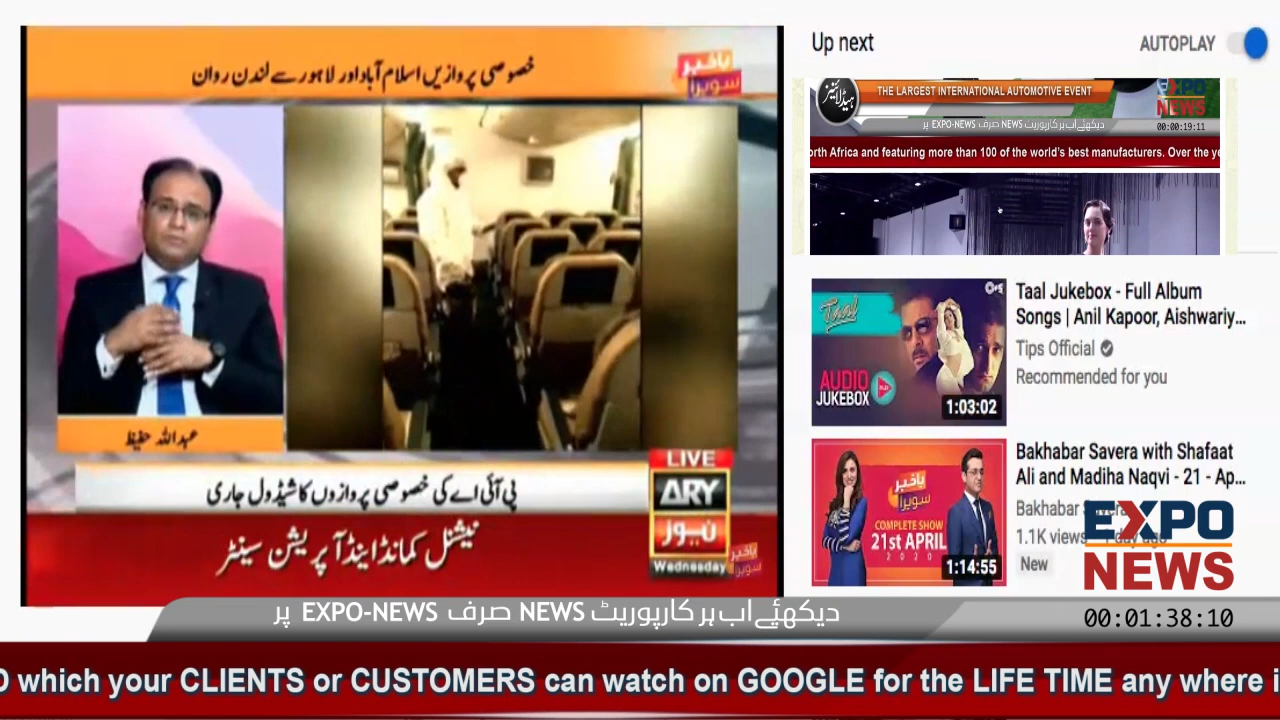 خصوصی پروازیں اسلام آباد اور لاہور سے لندن روانہ
باخبر
سویرا
عبداللہ حفیظ
پی آئی اے کی خصوصی پروازوں کا شیڈول جاری
نیشنل کمانڈ اینڈ آپریشن سینٹر
LIVE
ARY
نیوز
Wednesday
باخبر
سویرا
Up next
AUTOPLAY
ہیڈلائنز
THE LARGEST INTERNATIONAL AUTOMOTIVE EVENT
EXPO
NEWS
دیکھئے اب ہر کارپوریٹ NEWS صرف EXPO-NEWS پر
00:00:19:11
orth Africa and featuring more than 100 of the world's best manufacturers. Over the ye
Taal
AUDIO
JUKEBOX
1:03:02
Taal Jukebox - Full Album
Songs | Anil Kapoor, Aishwariy...
Tips Official
Recommended for you
باخبر
سویرا
COMPLETE SHOW
21st APRIL
2020
1:14:55
Bakhabar Savera with Shafaat
Ali and Madiha Naqvi - 21 - Ap...
Bakhabar Savera
1.1K views 1 day ago
New
EXPO
NEWS
00:01:38:10
دیکھئے اب ہر کارپوریٹ NEWS صرف EXPO-NEWS پر
D which your CLIENTS or CUSTOMERS can watch on GOOGLE for the LIFE TIME any where i